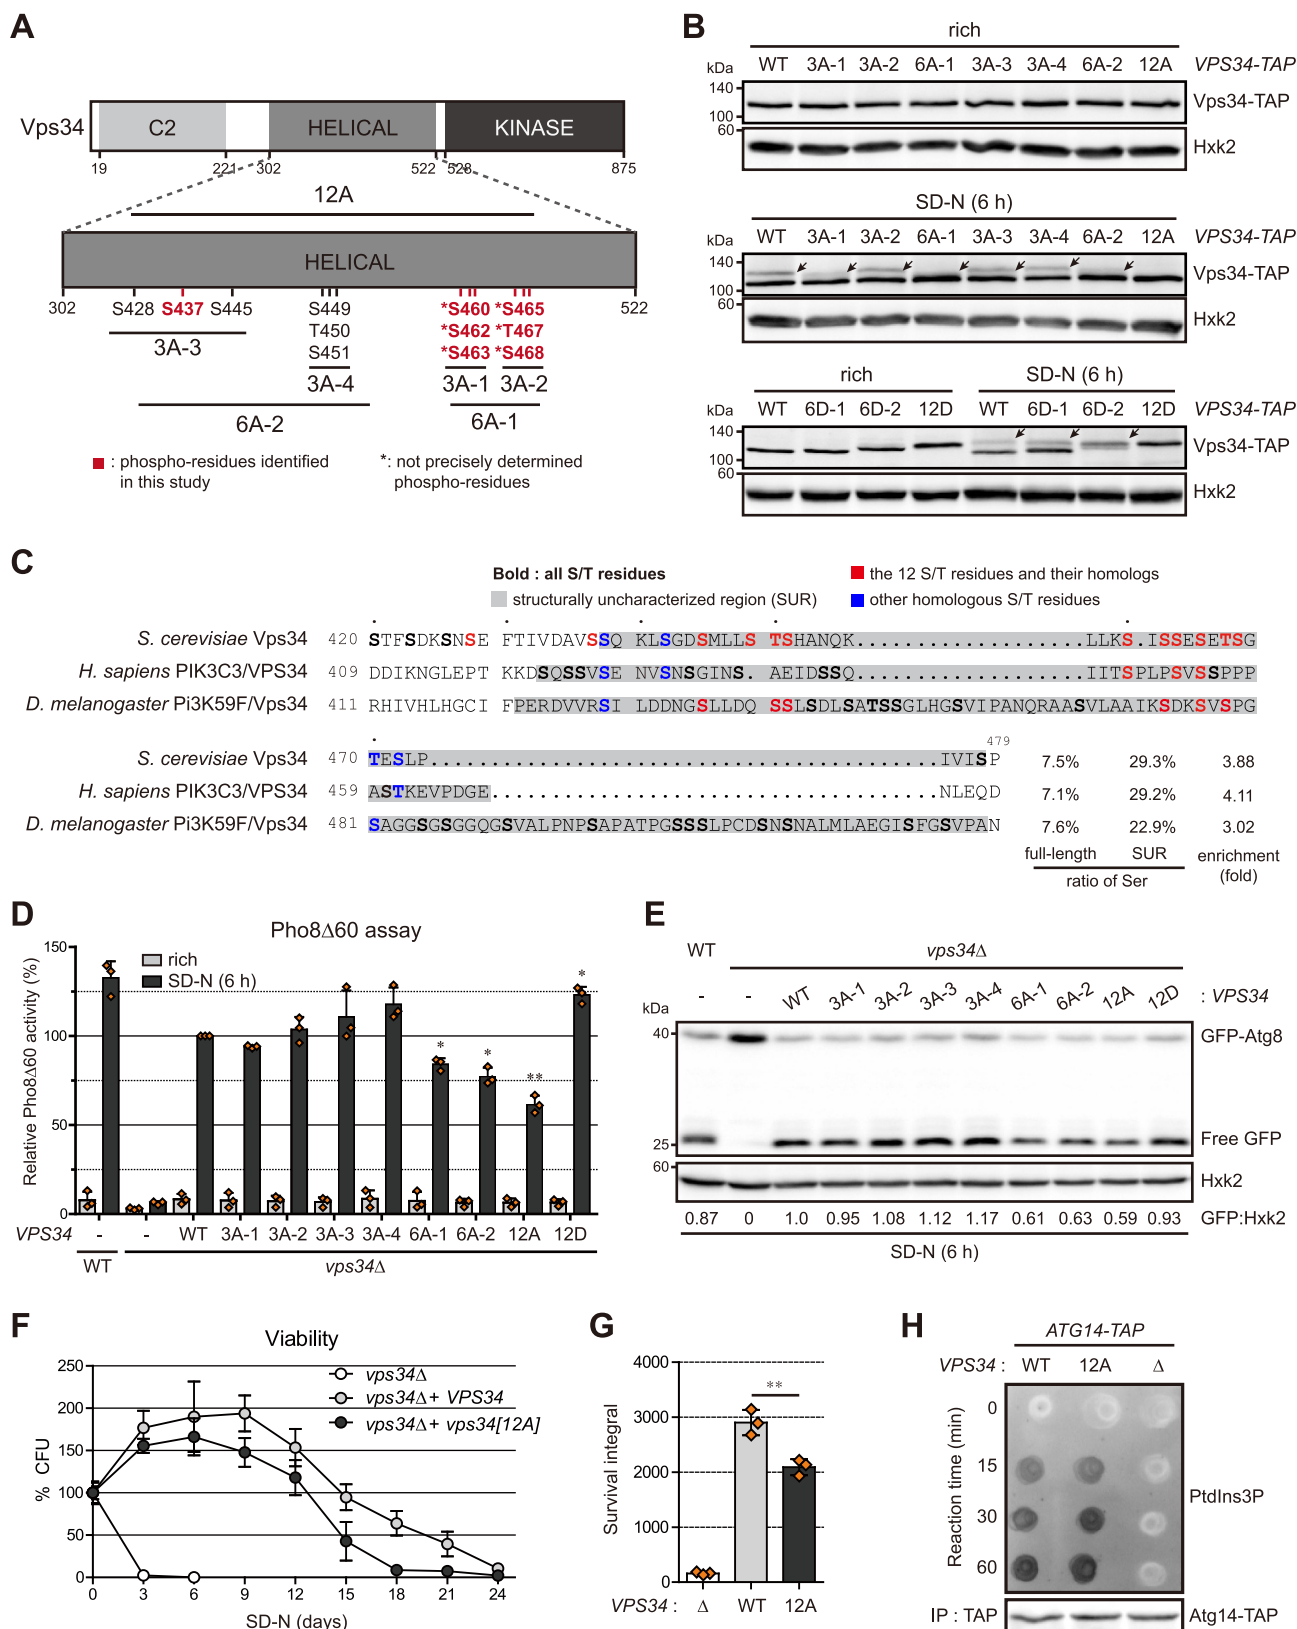 A
Vps34
C2
HELICAL
KINASE
19
221
302
522
528
875
12A
HELICAL
302
S428
S437
S445
S449
T450
S451
*S460
*S462
*S463
*S465
*T467
*S468
522
3A-3
3A-4
3A-1
3A-2
6A-2
6A-1
: phospho-residues identified
in this study
*: not precisely determined
phospho-residues
B
rich
kDa
WT 3A-1 3A-2 6A-1 3A-3 3A-4 6A-2 12A VPS34-TAP
140
100
Vps34-TAP
60
Hxk2
SD-N (6 h)
kDa
WT 3A-1 3A-2 6A-1 3A-3 3A-4 6A-2 12A VPS34-TAP
140
100
Vps34-TAP
60
Hxk2
rich
SD-N (6 h)
kDa
WT 6D-1 6D-2 12D WT 6D-1 6D-2 12D VPS34-TAP
140
100
Vps34-TAP
60
Hxk2
C
Bold : all S/T residues
the 12 S/T residues and their homologs
structurally uncharacterized region (SUR)
other homologous S/T residues
S. cerevisiae Vps34 420 STFSDKSNSE FTIVDAVSSQ KLSGDSMLLS TSHANQK......................LLKS.ISSESETSG
H. sapiens PIK3C3/VPS34 409 DDIKNGLEPT KKDSQSSVSE NVSNSGINS. AEIDSSQ......................IITSPLPSVSSPPP
D. melanogaster Pi3K59F/Vps34 411 RHIVHLHGCI FPERDVVRSI LDDNGSLLDQ SSLSDLSATSSGLHGSVIPANQRAASVLAAIKSDKSVSPG
479
S. cerevisiae Vps34 470 TESLP..........................................IVISP 7.5% 29.3% 3.88
H. sapiens PIK3C3/VPS34 459 ASTKEVPDGE.....................................NLEQD 7.1% 29.2% 4.11
D. melanogaster Pi3K59F/Vps34 481 SAGGSGSGGQGSVALPNPSAPATPGSSSLPCDSNSNALMLAEGISFGSVPAN 7.6% 22.9% 3.02
full-length SUR enrichment
(fold)
ratio of Ser
D
Pho8Δ60 assay
Relative Pho8Δ60 activity (%)
150
100
50
0
rich
SD-N (6 h)
*
*
**
*
VPS34 - - WT 3A-1 3A-2 3A-3 3A-4 6A-1 6A-2 12A 12D
WT
vps34Δ
E
WT
vps34Δ
kDa
- - WT 3A-1 3A-2 3A-3 3A-4 6A-1 6A-2 12A 12D : VPS34
40
GFP-Atg8
25
Free GFP
60
Hxk2
0.87 0 1.0 0.95 1.08 1.12 1.17 0.61 0.63 0.59 0.93 GFP:Hxk2
SD-N (6 h)
F
Viability
% CFU
250
200
150
100
50
0
vps34Δ
vps34Δ + VPS34
vps34Δ + vps34[12A]
0 3 6 9 12 15 18 21 24
SD-N (days)
G
Survival integral
4000
3000
2000
1000
0
**
VPS34 : Δ WT 12A
H
ATG14-TAP
VPS34 : WT 12A Δ
Reaction time (min)
0
15
30
60
PtdIns3P
IP : TAP
Atg14-TAP